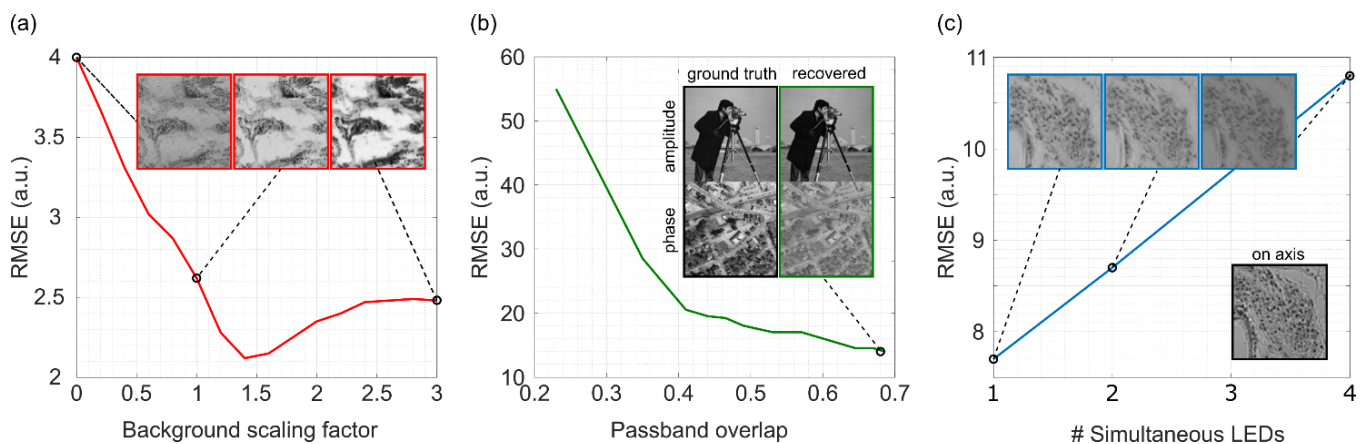 (a)
4
3.5
3
2.5
2
RMSE (a.u.)
0 0.5 1 1.5 2 2.5 3
Background scaling factor
(b)
60
50
40
30
20
10
RMSE (a.u.)
ground truth recovered
amplitude
phase
0.2 0.3 0.4 0.5 0.6 0.7
Passband overlap
(c)
11
10
9
8
RMSE (a.u.)
on axis
1 2 3 4
# Simultaneous LEDs